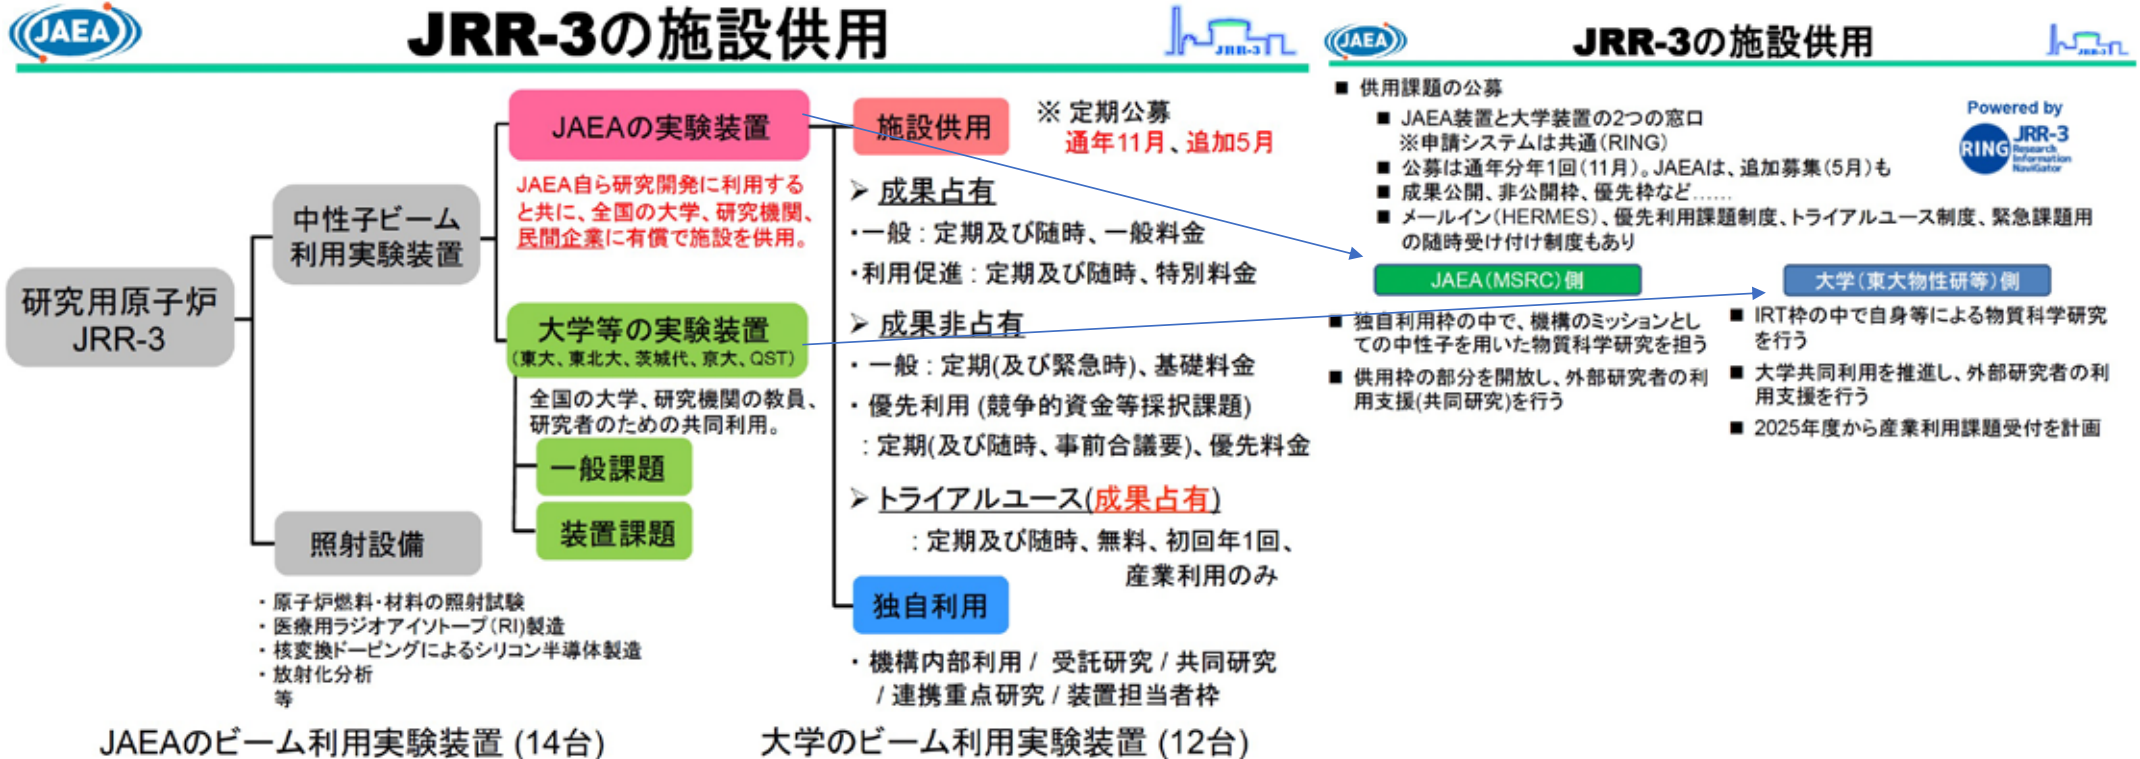 JAEA
JRR-3の施設供用
JRR-3
研究用原子炉
JRR-3
中性子ビーム
利用実験装置
照射設備
・原子炉燃料・材料の照射試験
・医療用ラジオアイソトープ(RI)製造
・核変換ドーピングによるシリコン半導体製造
・放射化分析
等
JAEAの実験装置
JAEA自ら研究開発に利用する
と共に、全国の大学、研究機関、
民間企業に有償で施設を供用。
大学等の実験装置
(東大、東北大、茨城代、京大、QST)
全国の大学、研究機関の教員、
研究者のための共同利用。
一般課題
装置課題
施設供用
※ 定期公募
通年11月、追加5月
➢ 成果占有
・一般：定期及び随時、一般料金
・利用促進：定期及び随時、特別料金
➢ 成果非占有
・一般：定期(及び緊急時)、基礎料金
・優先利用 (競争的資金等採択課題)
：定期(及び随時、事前合議要)、優先料金
➢ トライアルユース(成果占有)
：定期及び随時、無料、初回年1回、
産業利用のみ
独自利用
・機構内部利用 / 受託研究 / 共同研究
/ 連携重点研究 / 装置担当者枠
JAEAのビーム利用実験装置 (14台)
大学のビーム利用実験装置 (12台)
JAEA
JRR-3の施設供用
JRR-3
■ 供用課題の公募
■ JAEA装置と大学装置の2つの窓口
※申請システムは共通(RING)
■ 公募は通年分年1回(11月)。JAEAは、追加募集(5月)も
■ 成果公開、非公開枠、優先枠など……
■ メールイン(HERMES)、優先利用課題制度、トライアルユース制度、緊急課題用
の随時受け付け制度もあり
Powered by
RING
JRR-3
Research
Information
NaviGator
JAEA(MSRC)側
■ 独自利用枠の中で、機構のミッションとし
ての中性子を用いた物質科学研究を担う
■ 供用枠の部分を開放し、外部研究者の利
用支援(共同研究)を行う
大学(東大物性研等)側
■ IRT枠の中で自身等による物質科学研究
を行う
■ 大学共同利用を推進し、外部研究者の利
用支援を行う
■ 2025年度から産業利用課題受付を計画